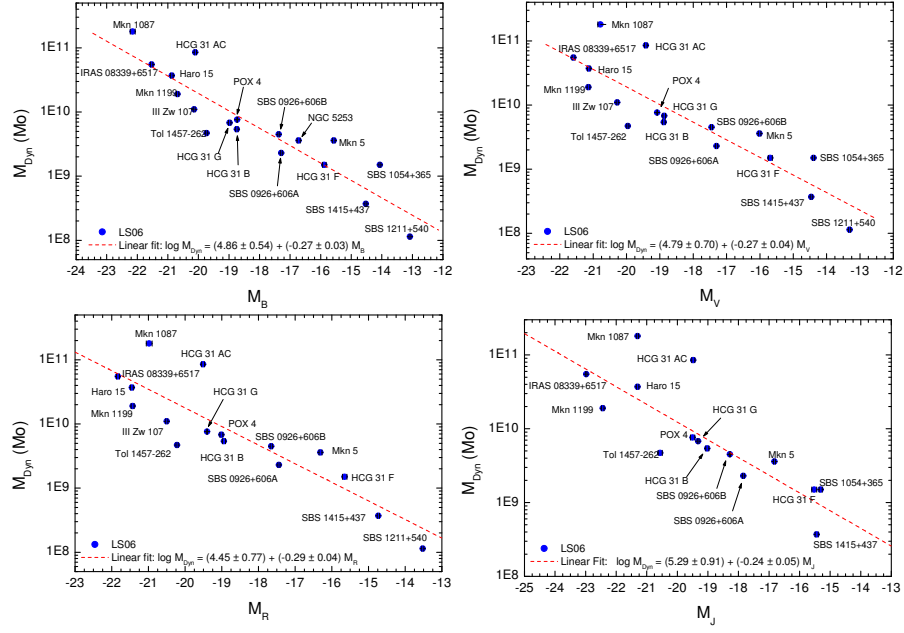 Mkn 1087
HCG 31 AC
IRAS 08339+6517
Haro 15
Mkn 1199
POX 4
III Zw 107
SBS 0926+606B
NGC 5253
Tol 1457-262
Mkn 5
HCG 31 G
HCG 31 B
HCG 31 F
SBS 1054+365
SBS 0926+606A
SBS 1415+437
SBS 1211+540
LS06
Linear fit: log M_Dyn = (4.86 ± 0.54) + (-0.27 ± 0.03) M_B
1E11
1E10
1E9
1E8
M_Dyn (Mo)
-24 -23 -22 -21 -20 -19 -18 -17 -16 -15 -14 -13 -12
M_B
Mkn 1087
HCG 31 AC
IRAS 08339+6517
Haro 15
POX 4
Mkn 1199
III Zw 107
HCG 31 G
SBS 0926+606B
Tol 1457-262
HCG 31 B
Mkn 5
SBS 1054+365
SBS 0926+606A
HCG 31 F
SBS 1415+437
SBS 1211+540
LS06
Linear fit: log M_Dyn = (4.79 ± 0.70) + (-0.27 ± 0.04) M_V
1E11
1E10
1E9
1E8
M_Dyn (Mo)
-23 -22 -21 -20 -19 -18 -17 -16 -15 -14 -13 -12
M_V
Mkn 1087
HCG 31 AC
IRAS 08339+6517
Haro 15
HCG 31 G
Mkn 1199
POX 4
III Zw 107
SBS 0926+606B
Tol 1457-262
HCG 31 B
Mkn 5
SBS 0926+606A
HCG 31 F
SBS 1415+437
SBS 1211+540
LS06
Linear fit: log M_Dyn = (4.45 ± 0.77) + (-0.29 ± 0.04) M_R
1E11
1E10
1E9
1E8
M_Dyn (Mo)
-23 -22 -21 -20 -19 -18 -17 -16 -15 -14 -13
M_R
Mkn 1087
HCG 31 AC
IRAS 08339+6517
Haro 15
Mkn 1199
HCG 31 G
POX 4
Tol 1457-262
Mkn 5
HCG 31 B
SBS 1054+365
SBS 0926+606B
HCG 31 F
SBS 0926+606A
SBS 1415+437
LS06
Linear Fit: log M_Dyn = (5.29 ± 0.91) + (-0.24 ± 0.05) M_J
1E11
1E10
1E9
1E8
M_Dyn (Mo)
-25 -24 -23 -22 -21 -20 -19 -18 -17 -16 -15 -14 -13
M_J